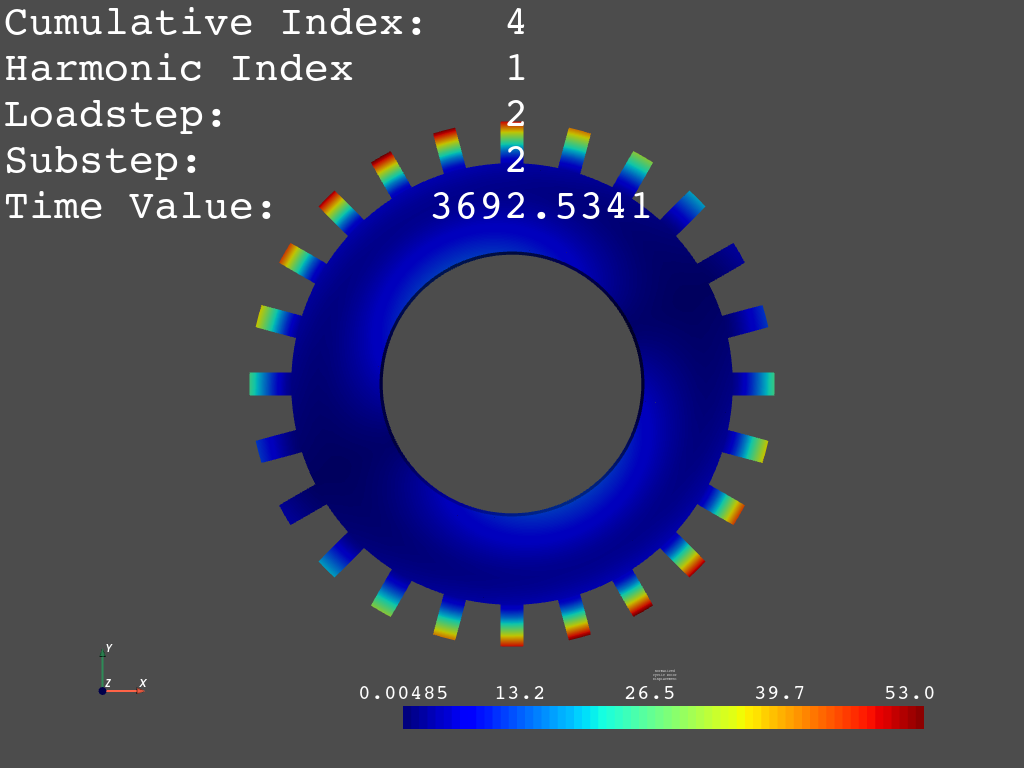 Cumulative Index: 4
Harmonic Index 1
Loadstep: 2
Substep: 2
Time Value: 3692.5341
Y
Z X
0.00485 13.2 26.5 39.7 53.0